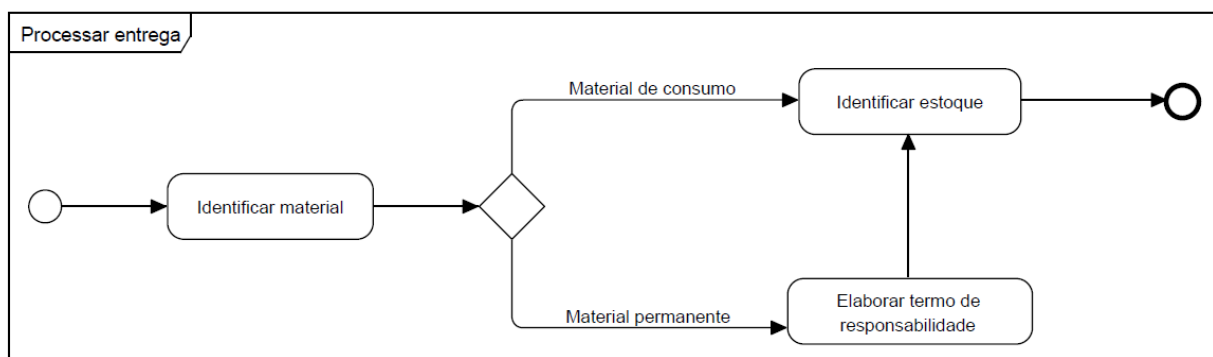 Processar entrega
Material de consumo
Identificar estoque
Identificar material
Material permanente
Elaborar termo de
responsabilidade